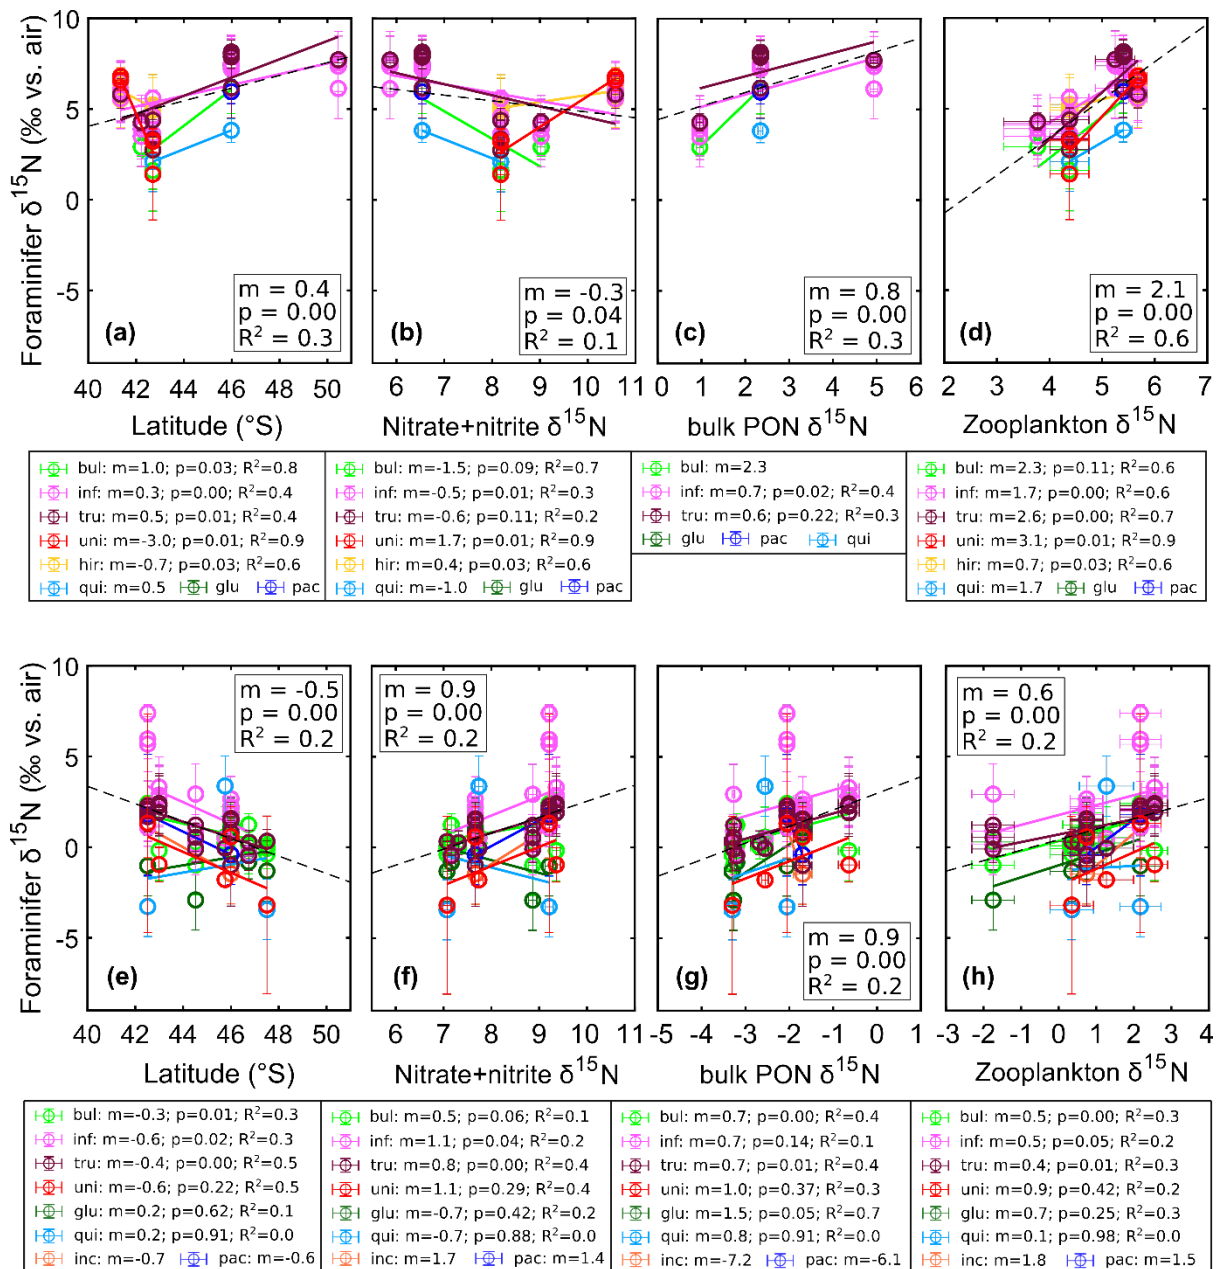 Foraminifer δ¹⁵N (‰ vs. air)
10
5
0
-5
(a)
m = 0.4
p = 0.00
R² = 0.3
(b)
m = -0.3
p = 0.04
R² = 0.1
(c)
m = 0.8
p = 0.00
R² = 0.3
(d)
m = 2.1
p = 0.00
R² = 0.6
40 42 44 46 48 50
6 7 8 9 10 11
0 1 2 3 4 5 6
2 3 4 5 6 7
Latitude (°S)
Nitrate+nitrite δ¹⁵N
bulk PON δ¹⁵N
Zooplankton δ¹⁵N
bul: m=1.0; p=0.03; R²=0.8
inf: m=0.3; p=0.00; R²=0.4
tru: m=0.5; p=0.01; R²=0.4
uni: m=-3.0; p=0.01; R²=0.9
hir: m=-0.7; p=0.03; R²=0.6
qui: m=0.5 glu pac
bul: m=-1.5; p=0.09; R²=0.7
inf: m=-0.5; p=0.01; R²=0.3
tru: m=-0.6; p=0.11; R²=0.2
uni: m=1.7; p=0.01; R²=0.9
hir: m=0.4; p=0.03; R²=0.6
qui: m=-1.0 glu pac
bul: m=2.3
inf: m=0.7; p=0.02; R²=0.4
tru: m=0.6; p=0.22; R²=0.3
glu pac qui
bul: m=2.3; p=0.11; R²=0.6
inf: m=1.7; p=0.00; R²=0.6
tru: m=2.6; p=0.00; R²=0.7
uni: m=3.1; p=0.01; R²=0.9
hir: m=0.7; p=0.03; R²=0.6
qui: m=1.7 glu pac
Foraminifer δ¹⁵N (‰ vs. air)
10
5
0
-5
m = -0.5
p = 0.00
R² = 0.2
(e)
m = 0.9
p = 0.00
R² = 0.2
(f)
(g)
m = 0.9
p = 0.00
R² = 0.2
m = 0.6
p = 0.00
R² = 0.2
(h)
40 42 44 46 48 50
6 7 8 9 10 11
-5 -4 -3 -2 -1 0 1
-3 -2 -1 0 1 2 3 4
Latitude (°S)
Nitrate+nitrite δ¹⁵N
bulk PON δ¹⁵N
Zooplankton δ¹⁵N
bul: m=-0.3; p=0.01; R²=0.3
inf: m=-0.6; p=0.02; R²=0.3
tru: m=-0.4; p=0.00; R²=0.5
uni: m=-0.6; p=0.22; R²=0.5
glu: m=0.2; p=0.62; R²=0.1
qui: m=0.2; p=0.91; R²=0.0
inc: m=-0.7 pac: m=-0.6
bul: m=0.5; p=0.06; R²=0.1
inf: m=1.1; p=0.04; R²=0.2
tru: m=0.8; p=0.00; R²=0.4
uni: m=1.1; p=0.29; R²=0.4
glu: m=-0.7; p=0.42; R²=0.2
qui: m=-0.7; p=0.88; R²=0.0
inc: m=1.7 pac: m=1.4
bul: m=0.7; p=0.00; R²=0.4
inf: m=0.7; p=0.14; R²=0.1
tru: m=0.7; p=0.01; R²=0.4
uni: m=1.0; p=0.37; R²=0.3
glu: m=1.5; p=0.05; R²=0.7
qui: m=0.8; p=0.91; R²=0.0
inc: m=-7.2 pac: m=-6.1
bul: m=0.5; p=0.00; R²=0.3
inf: m=0.5; p=0.05; R²=0.2
tru: m=0.4; p=0.01; R²=0.3
uni: m=0.9; p=0.42; R²=0.2
glu: m=0.7; p=0.25; R²=0.3
qui: m=0.1; p=0.98; R²=0.0
inc: m=1.8 pac: m=1.5